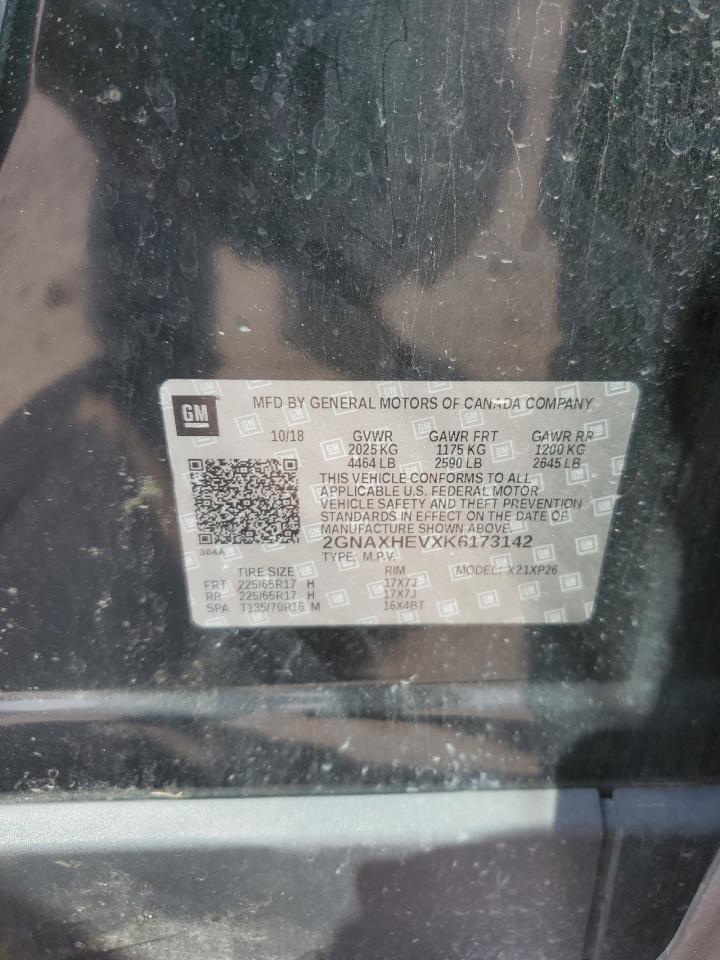 GM
MFD BY GENERAL MOTORS OF CANADA COMPANY
10/18 GVWR GAWR FRT GAWR RR
2025 KG 1175 KG 1200 KG
4464 LB 2590 LB 2645 LB
THIS VEHICLE CONFORMS TO ALL
APPLICABLE U.S. FEDERAL MOTOR
VEHICLE SAFETY AND THEFT PREVENTION
STANDARDS IN EFFECT ON THE DATE OF
MANUFACTURE SHOWN ABOVE.
384A
2GNAXHEVXK6173142
TYPE: M.P.V.
TIRE SIZE RIM MODEL: X21XP26
FRT 225/65R17 H 17X7J
RR 225/65R17 H 17X7J
SPA T135/70R16 M 16X4BT